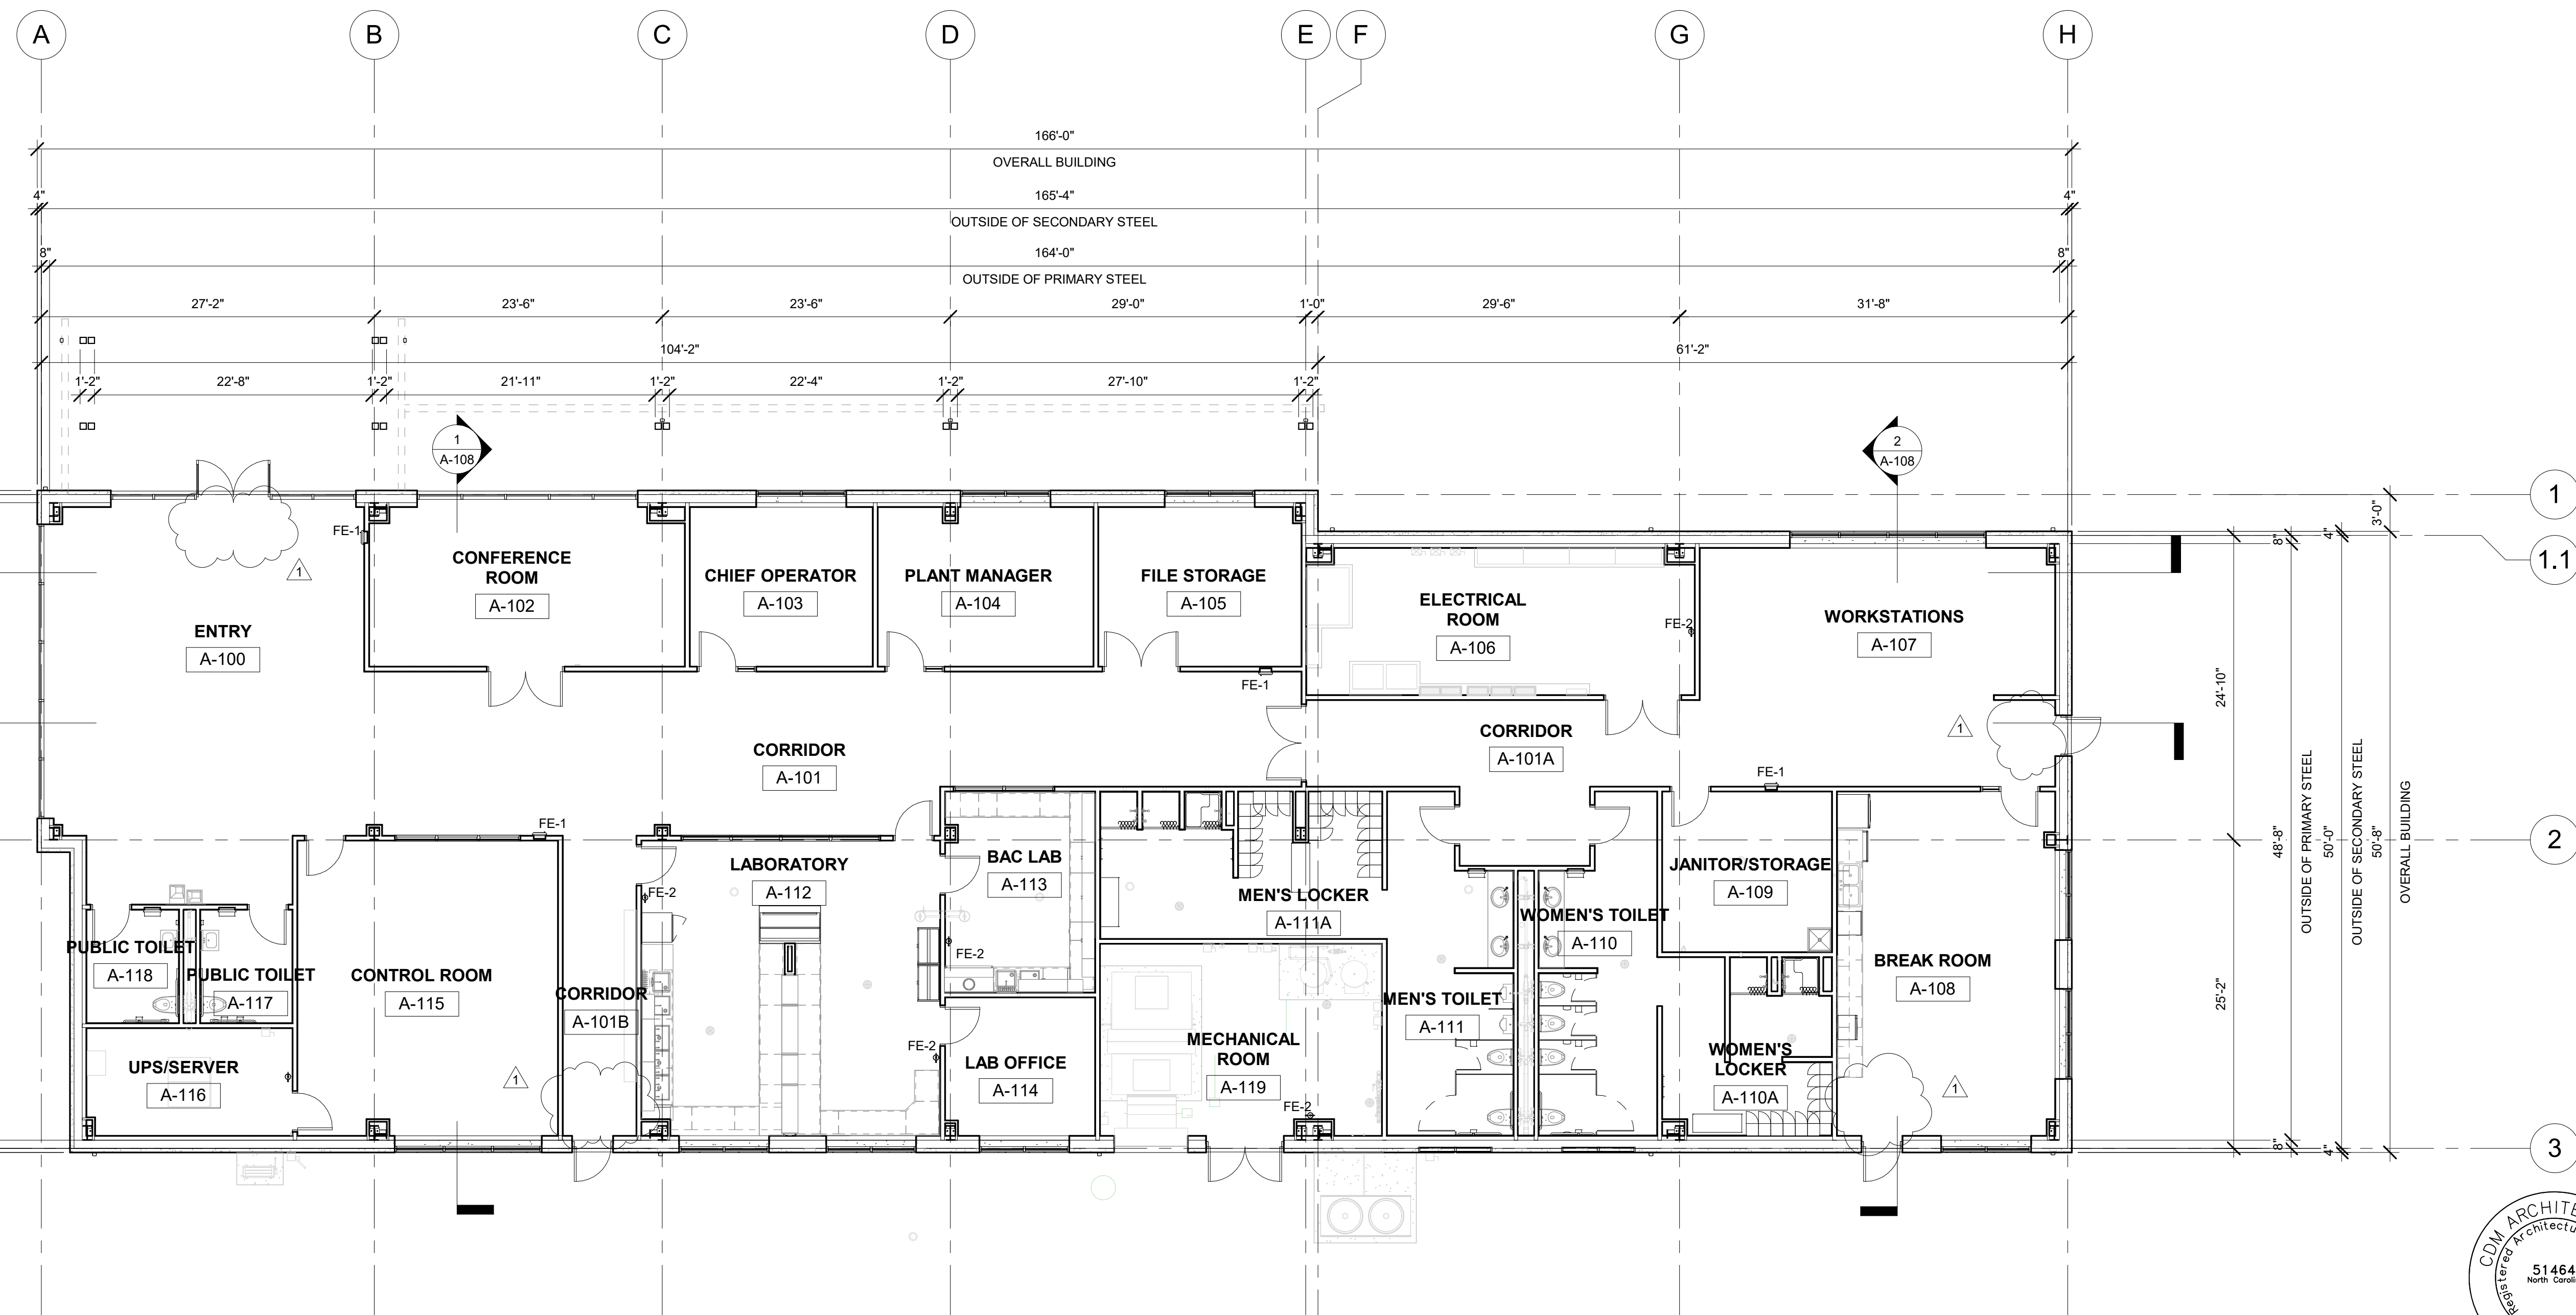 A B C D E F G H
166'-0"
OVERALL BUILDING
4" 165'-4" 4"
OUTSIDE OF SECONDARY STEEL
8" 164'-0" 8"
OUTSIDE OF PRIMARY STEEL
27'-2" 23'-6" 23'-6" 29'-0" 1'-0" 29'-6" 31'-8"
104'-2" 61'-2"
1'-2" 22'-8" 1'-2" 21'-11" 1'-2" 22'-4" 1'-2" 27'-10" 1'-2"
1
A-108
2
A-108
1
1.1
2
3
3'-0"
8" 4"
24'-10"
25'-2"
48'-8"
OUTSIDE OF PRIMARY STEEL
50'-0"
OUTSIDE OF SECONDARY STEEL
50'-8"
OVERALL BUILDING
8" 4"
FE-1
1
ENTRY
A-100
CONFERENCE
ROOM
A-102
CHIEF OPERATOR
A-103
PLANT MANAGER
A-104
FILE STORAGE
A-105
FE-1
ELECTRICAL
ROOM
A-106
FE-2
WORKSTATIONS
A-107
1
CORRIDOR
A-101
CORRIDOR
A-101A
FE-1
FE-1
PUBLIC TOILET
A-118
PUBLIC TOILET
A-117
CONTROL ROOM
A-115
UPS/SERVER
A-116
1
CORRIDOR
A-101B
FE-2
LABORATORY
A-112
FE-2
BAC LAB
A-113
FE-2
LAB OFFICE
A-114
MEN'S LOCKER
A-111A
MECHANICAL
ROOM
A-119
FE-2
MEN'S TOILET
A-111
WOMEN'S TOILET
A-110
JANITOR/STORAGE
A-109
WOMEN'S
LOCKER
A-110A
BREAK ROOM
A-108
1
CDM ARCHITE
Registered Architectu
51464
North Caroli